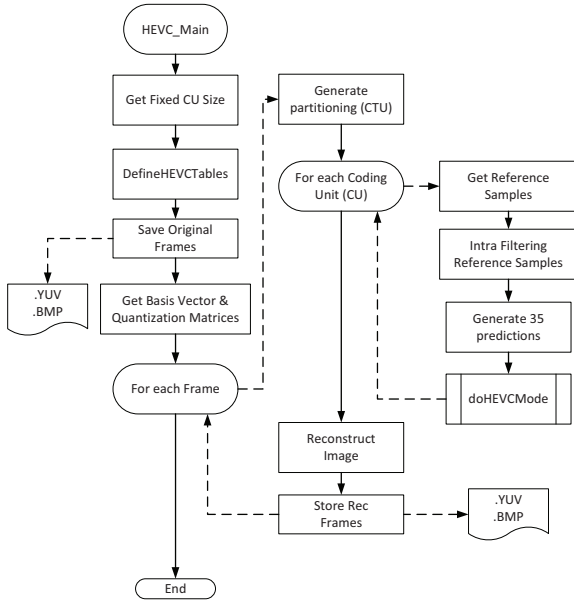 HEVC_Main
Get Fixed CU Size
DefineHEVCTables
Save Original
Frames
.YUV
.BMP
Get Basis Vector &
Quantization Matrices
For each Frame
End
Generate
partitioning (CTU)
For each Coding
Unit (CU)
Get Reference
Samples
Intra Filtering
Reference Samples
Generate 35
predictions
doHEVCMode
Reconstruct
Image
Store Rec
Frames
.YUV
.BMP